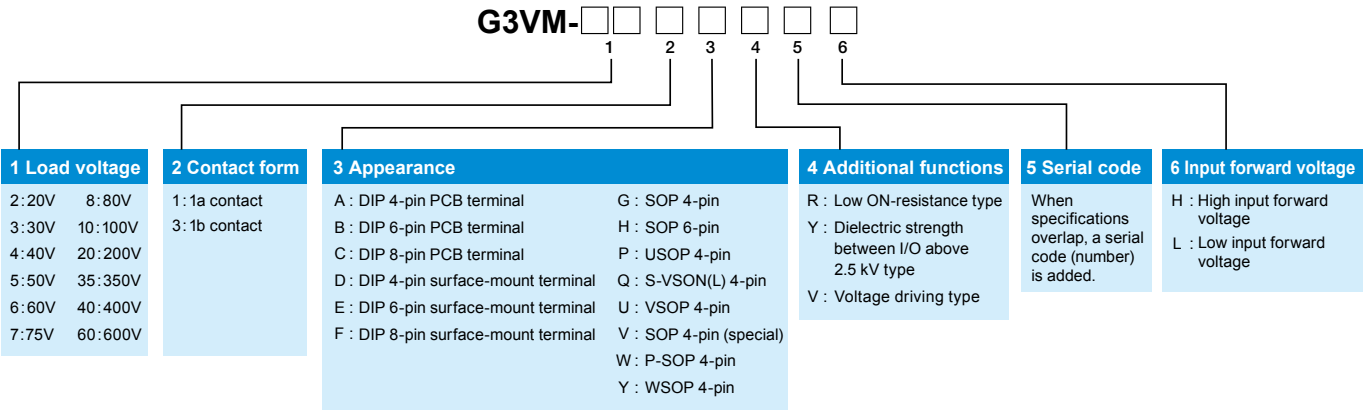 G3VM-□□ □ □ □ □ □
1 2 3 4 5 6
1 Load voltage
2:20V 8:80V
3:30V 10:100V
4:40V 20:200V
5:50V 35:350V
6:60V 40:400V
7:75V 60:600V
2 Contact form
1:1a contact
3:1b contact
3 Appearance
A : DIP 4-pin PCB terminal
B : DIP 6-pin PCB terminal
C : DIP 8-pin PCB terminal
D : DIP 4-pin surface-mount terminal
E : DIP 6-pin surface-mount terminal
F : DIP 8-pin surface-mount terminal
G : SOP 4-pin
H : SOP 6-pin
P : USOP 4-pin
Q : S-VSON(L) 4-pin
U : VSOP 4-pin
V : SOP 4-pin (special)
W : P-SOP 4-pin
Y : WSOP 4-pin
4 Additional functions
R : Low ON-resistance type
Y : Dielectric strength
between I/O above
2.5 kV type
V : Voltage driving type
5 Serial code
When
specifications
overlap, a serial
code (number)
is added.
6 Input forward voltage
H : High input forward
voltage
L : Low input forward
voltage